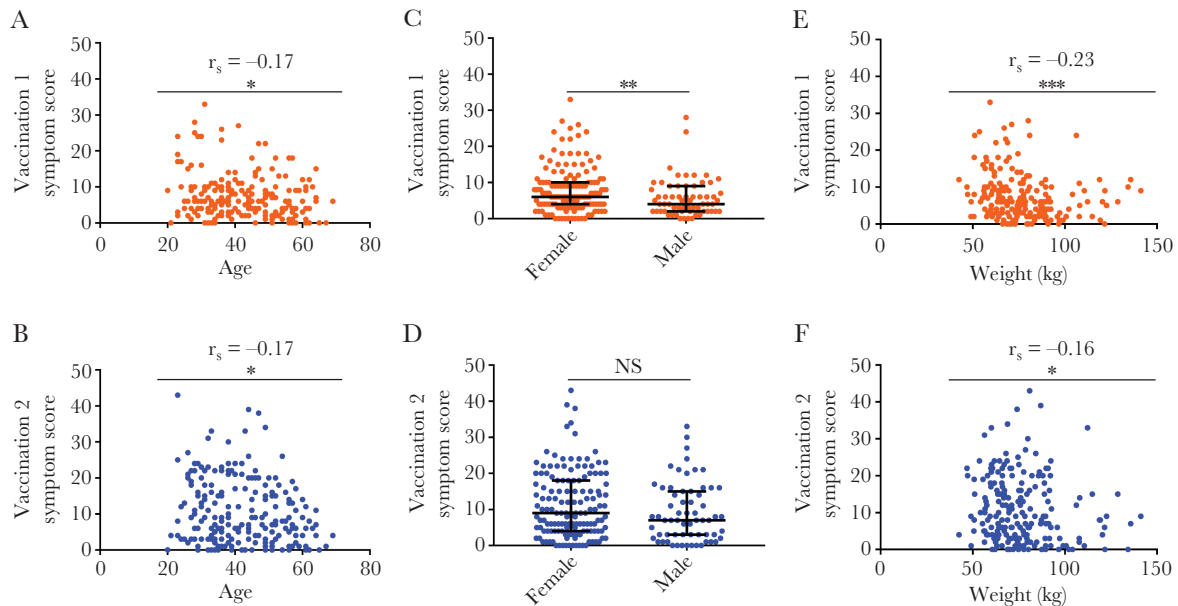 A
r_s = –0.17
*
Vaccination 1
symptom score
50
40
30
20
10
0
0
20
40
60
80
Age
C
**
Vaccination 1
symptom score
50
40
30
20
10
0
Female
Male
E
r_s = –0.23
***
Vaccination 1
symptom score
50
40
30
20
10
0
0
50
100
150
Weight (kg)
B
r_s = –0.17
*
Vaccination 2
symptom score
50
40
30
20
10
0
0
20
40
60
80
Age
D
NS
Vaccination 2
symptom score
50
40
30
20
10
0
Female
Male
F
r_s = –0.16
*
Vaccination 2
symptom score
50
40
30
20
10
0
0
50
100
150
Weight (kg)